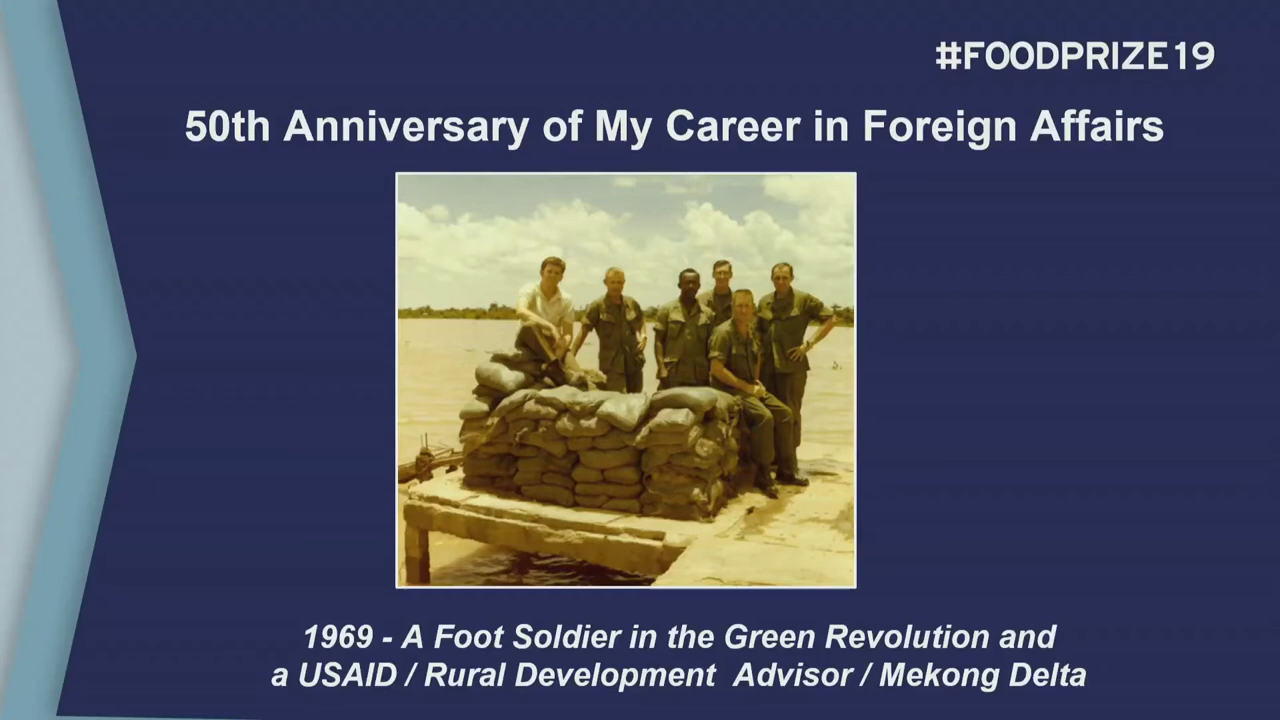 #FOODPRIZE19
50th Anniversary of My Career in Foreign Affairs
1969 - A Foot Soldier in the Green Revolution and
a USAID / Rural Development Advisor / Mekong Delta